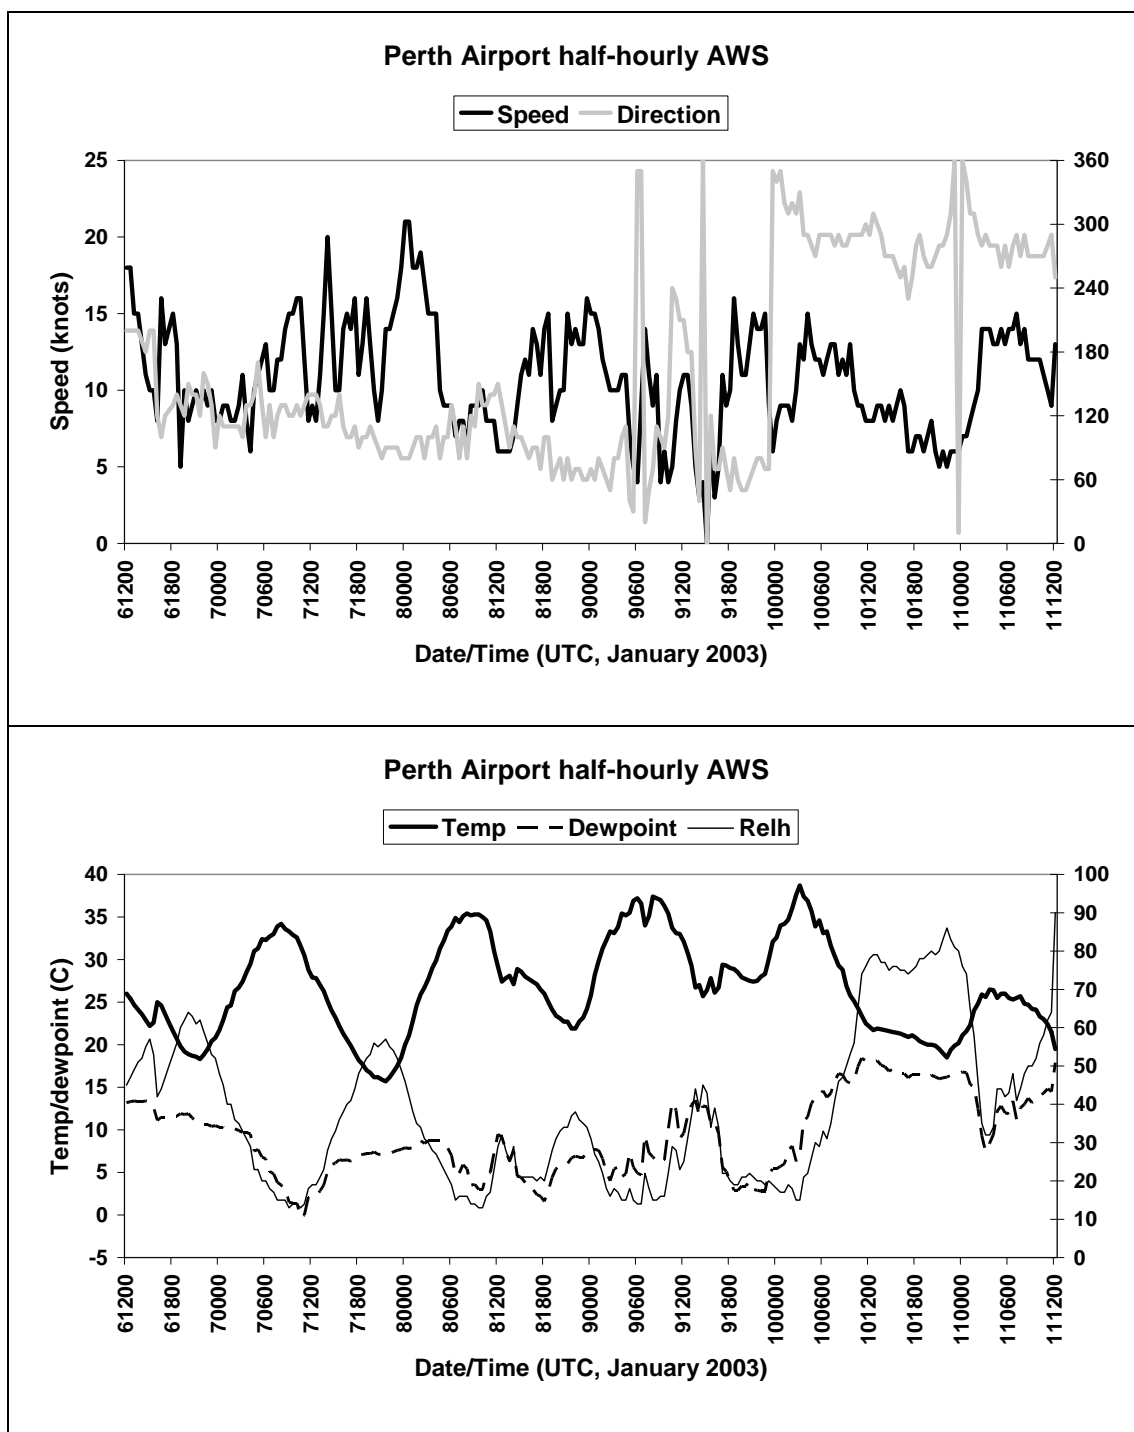 Perth Airport half-hourly AWS
Speed Direction
25 360
20 300
15 240
10 180
5 120
0 60
0
Speed (knots)
61200 61800 70000 70600 71200 71800 80000 80600 81200 81800 90000 90600 91200 91800 100000 100600 101200 101800 110000 110600 111200
Date/Time (UTC, January 2003)
Perth Airport half-hourly AWS
Temp Dewpoint Relh
40 100
35 90
30 80
25 70
20 60
15 50
10 40
5 30
0 20
-5 10
0
Temp/dewpoint (C)
61200 61800 70000 70600 71200 71800 80000 80600 81200 81800 90000 90600 91200 91800 100000 100600 101200 101800 110000 110600 111200
Date/Time (UTC, January 2003)